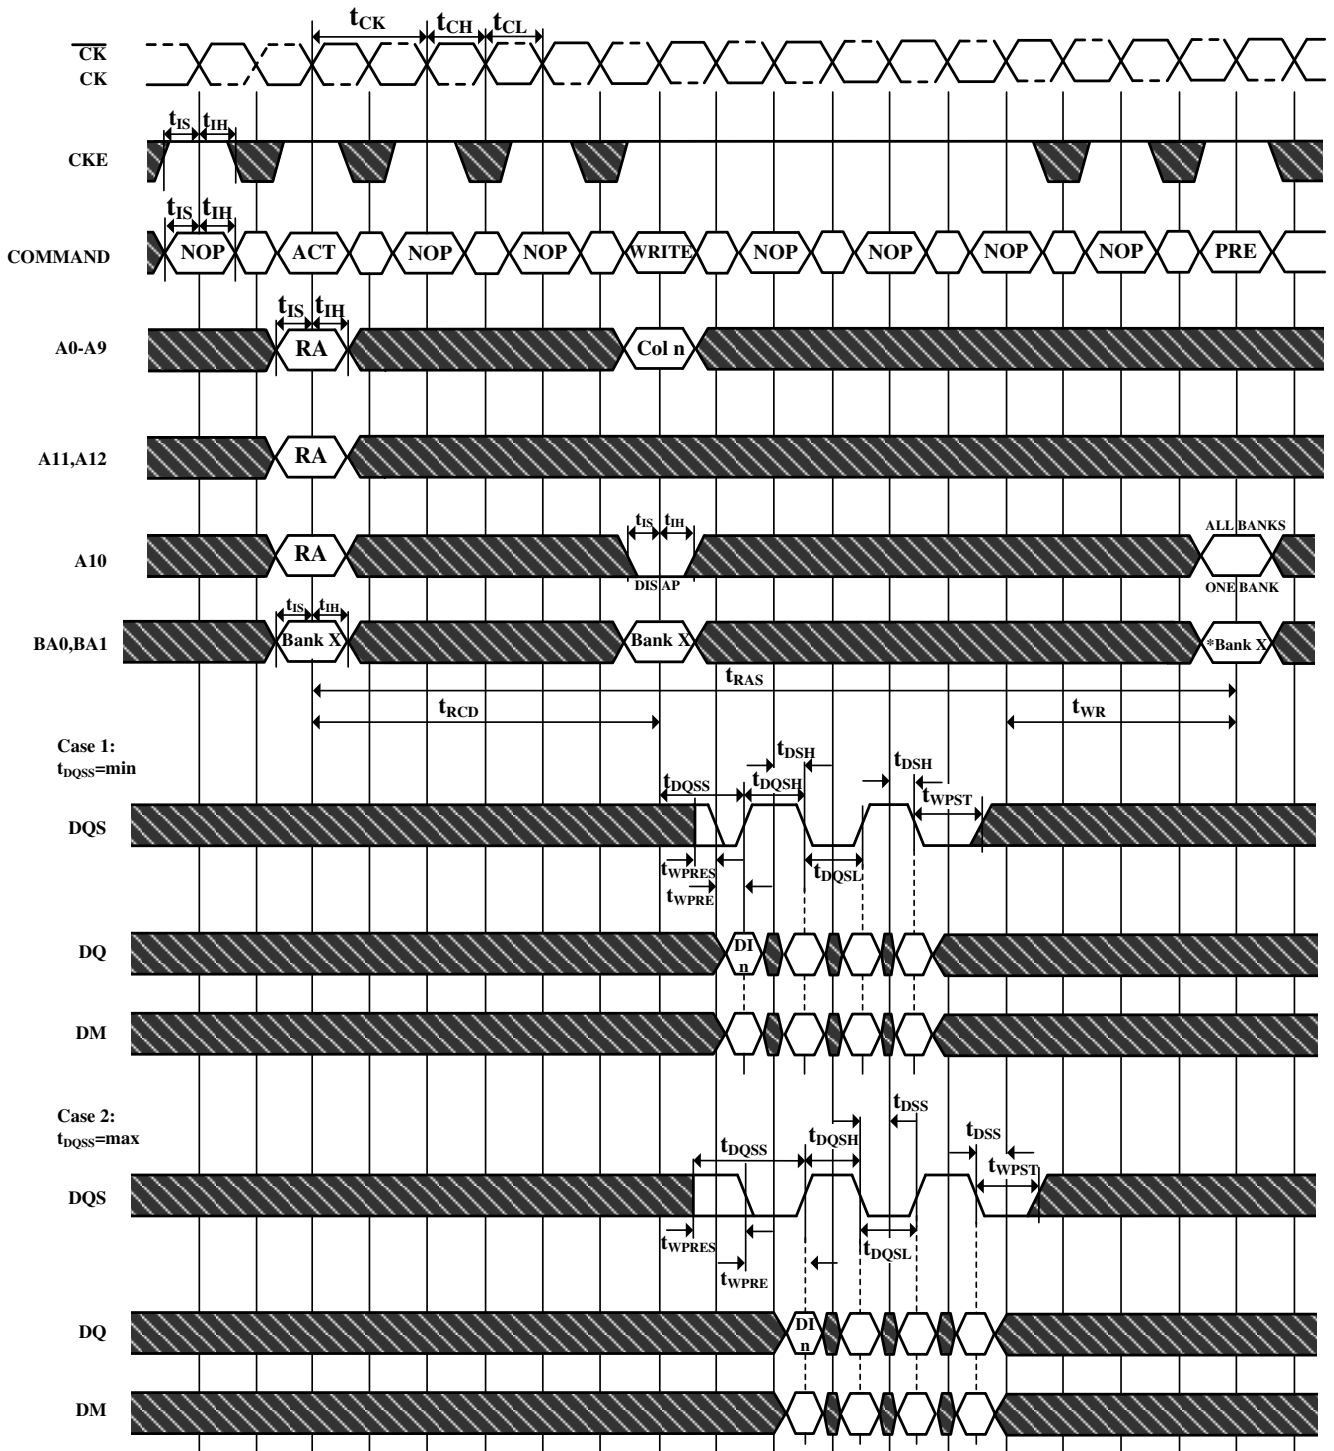 tCK tCH tCL
CK
CK
tIS tIH
CKE
tIS tIH
COMMAND NOP ACT NOP NOP WRITE NOP NOP NOP NOP PRE
tIS tIH
A0-A9 RA Col n
A11,A12 RA
tIS tIH ALL BANKS
A10 RA
DIS AP ONE BANK
tIS tIH
BA0,BA1 Bank X Bank X *Bank X
tRAS
tRCD tWR
Case 1:
tDQSS=min
tDSH tDSH
tDQSS tDQSH tWPST
DQS
tWPRES tDQSL
tWPRE
DQ DI
n
DM
Case 2:
tDQSS=max
tDSS
tDQSS tDQSH tDSS
tWPST
DQS
tWPRES tDQSL
tWPRE
DQ DI
n
DM